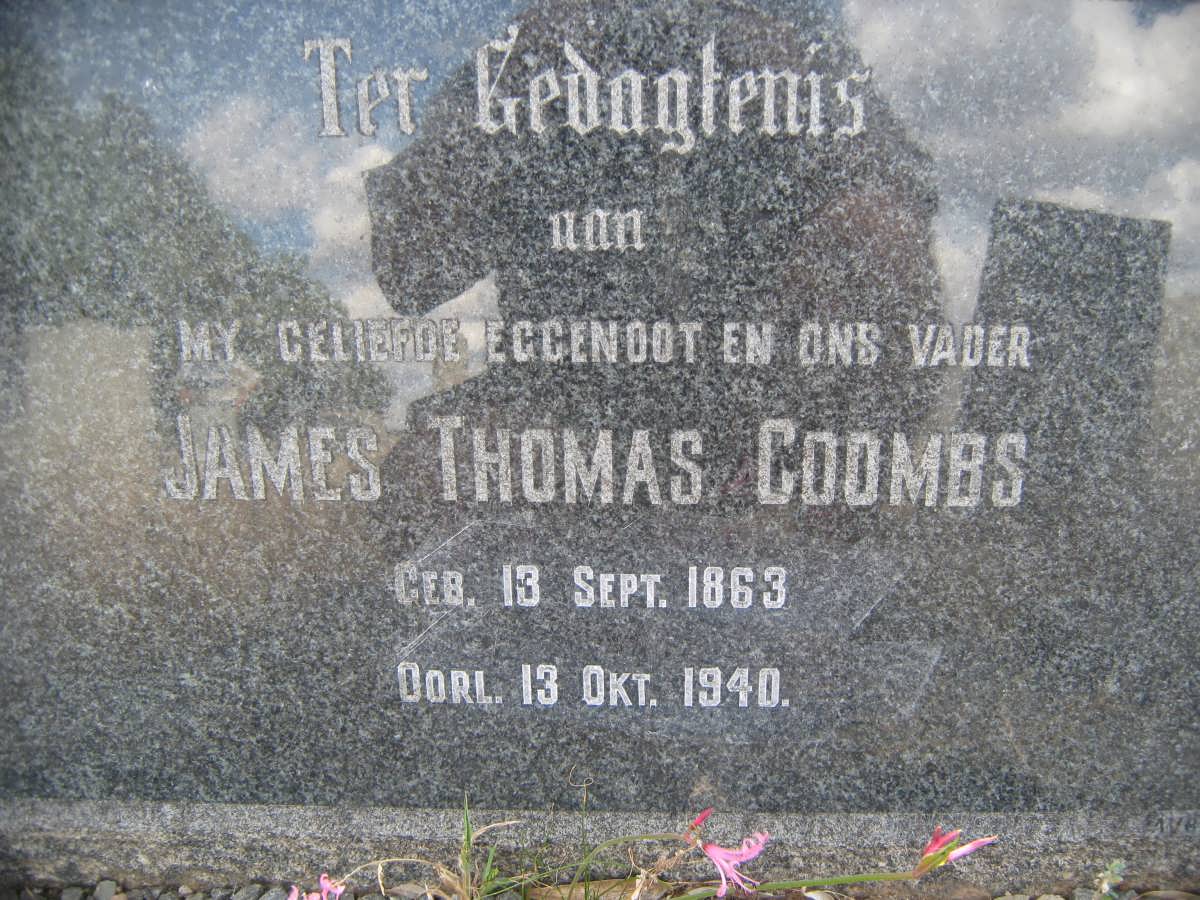 Ter Gedagtenis
aan
MY GELIEFDE EGGENOOT EN ONS VADER
JAMES THOMAS COOMBS
GEB. 13 SEPT. 1863
OORL. 13 OKT. 1940.